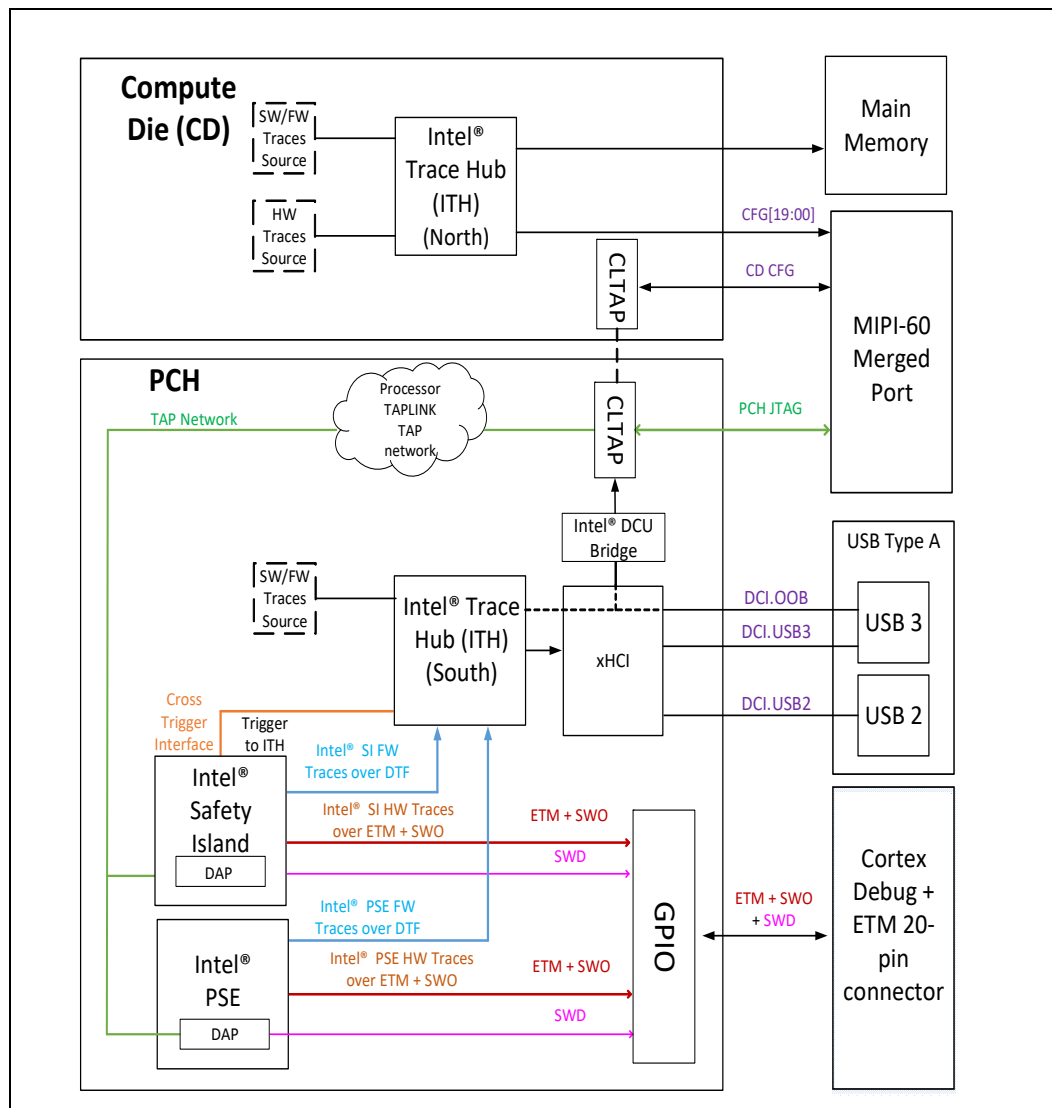 Compute
Die (CD)
SW/FW
Traces
Source
HW
Traces
Source
Intel®
Trace Hub
(ITH)
(North)
Main
Memory
CFG[19:00]
CLTAP
CD CFG
MIPI-60
Merged
Port
PCH
TAP Network
Processor
TAPLINK
TAP
network
CLTAP
PCH JTAG
Intel® DCU
Bridge
SW/FW
Traces
Source
Intel® Trace
Hub (ITH)
(South)
xHCI
DCI.OOB
DCI.USB3
DCI.USB2
USB Type A
USB 3
USB 2
Cross
Trigger
Interface
Trigger
to ITH
Intel®
Safety
Island
DAP
Intel® SI FW
Traces over DTF
Intel® SI HW Traces
over ETM + SWO
ETM + SWO
SWD
Intel® PSE FW
Traces over DTF
Intel® PSE HW Traces
over ETM + SWO
ETM + SWO
SWD
Intel®
PSE
DAP
GPIO
ETM + SWO
+ SWD
Cortex
Debug +
ETM 20-
pin
connector